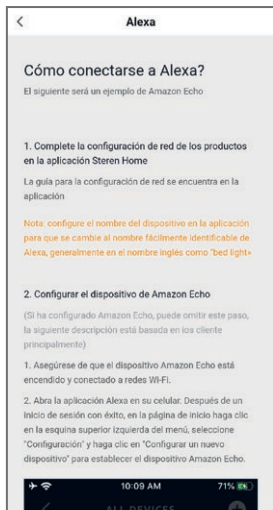 Alexa
Cómo conectarse a Alexa?
El siguiente será un ejemplo de Amazon Echo
1. Complete la configuración de red de los productos
en la aplicación Steren Home
La guía para la configuración de red se encuentra en la
aplicación
Nota: configure el nombre del dispositivo en la aplicación
para que se cambie al nombre fácilmente identificable de
Alexa, generalmente en el nombre inglés como "bed light»
2. Configurar el dispositivo de Amazon Echo
(Si ha configurado Amazon Echo, puede omitir este paso,
la siguiente descripción está basada en los cliente
principalmente)
1. Asegúrese de que el dispositivo Amazon Echo está
encendido y conectado a redes Wi-Fi.
2. Abra la aplicación Alexa en su celular. Después de un
inicio de sesión con éxito, en la página de inicio haga clic
en la esquina superior izquierda del menú, seleccione
"Configuración" y haga clic en "Configurar un nuevo
dispositivo" para establecer el dispositivo Amazon Echo.
10:09 AM 71%
ALL DEVICES